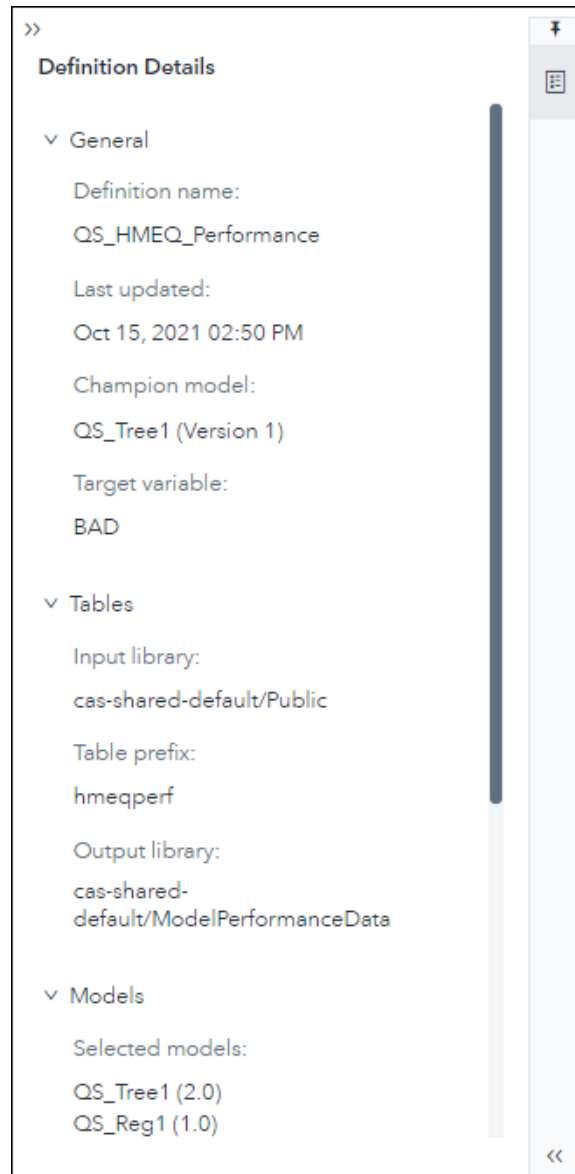 Definition Details
General
Definition name:
QS_HMEQ_Performance
Last updated:
Oct 15, 2021 02:50 PM
Champion model:
QS_Tree1 (Version 1)
Target variable:
BAD
Tables
Input library:
cas-shared-default/Public
Table prefix:
hmeqperf
Output library:
cas-shared-
default/ModelPerformanceData
Models
Selected models:
QS_Tree1 (2.0)
QS_Reg1 (1.0)